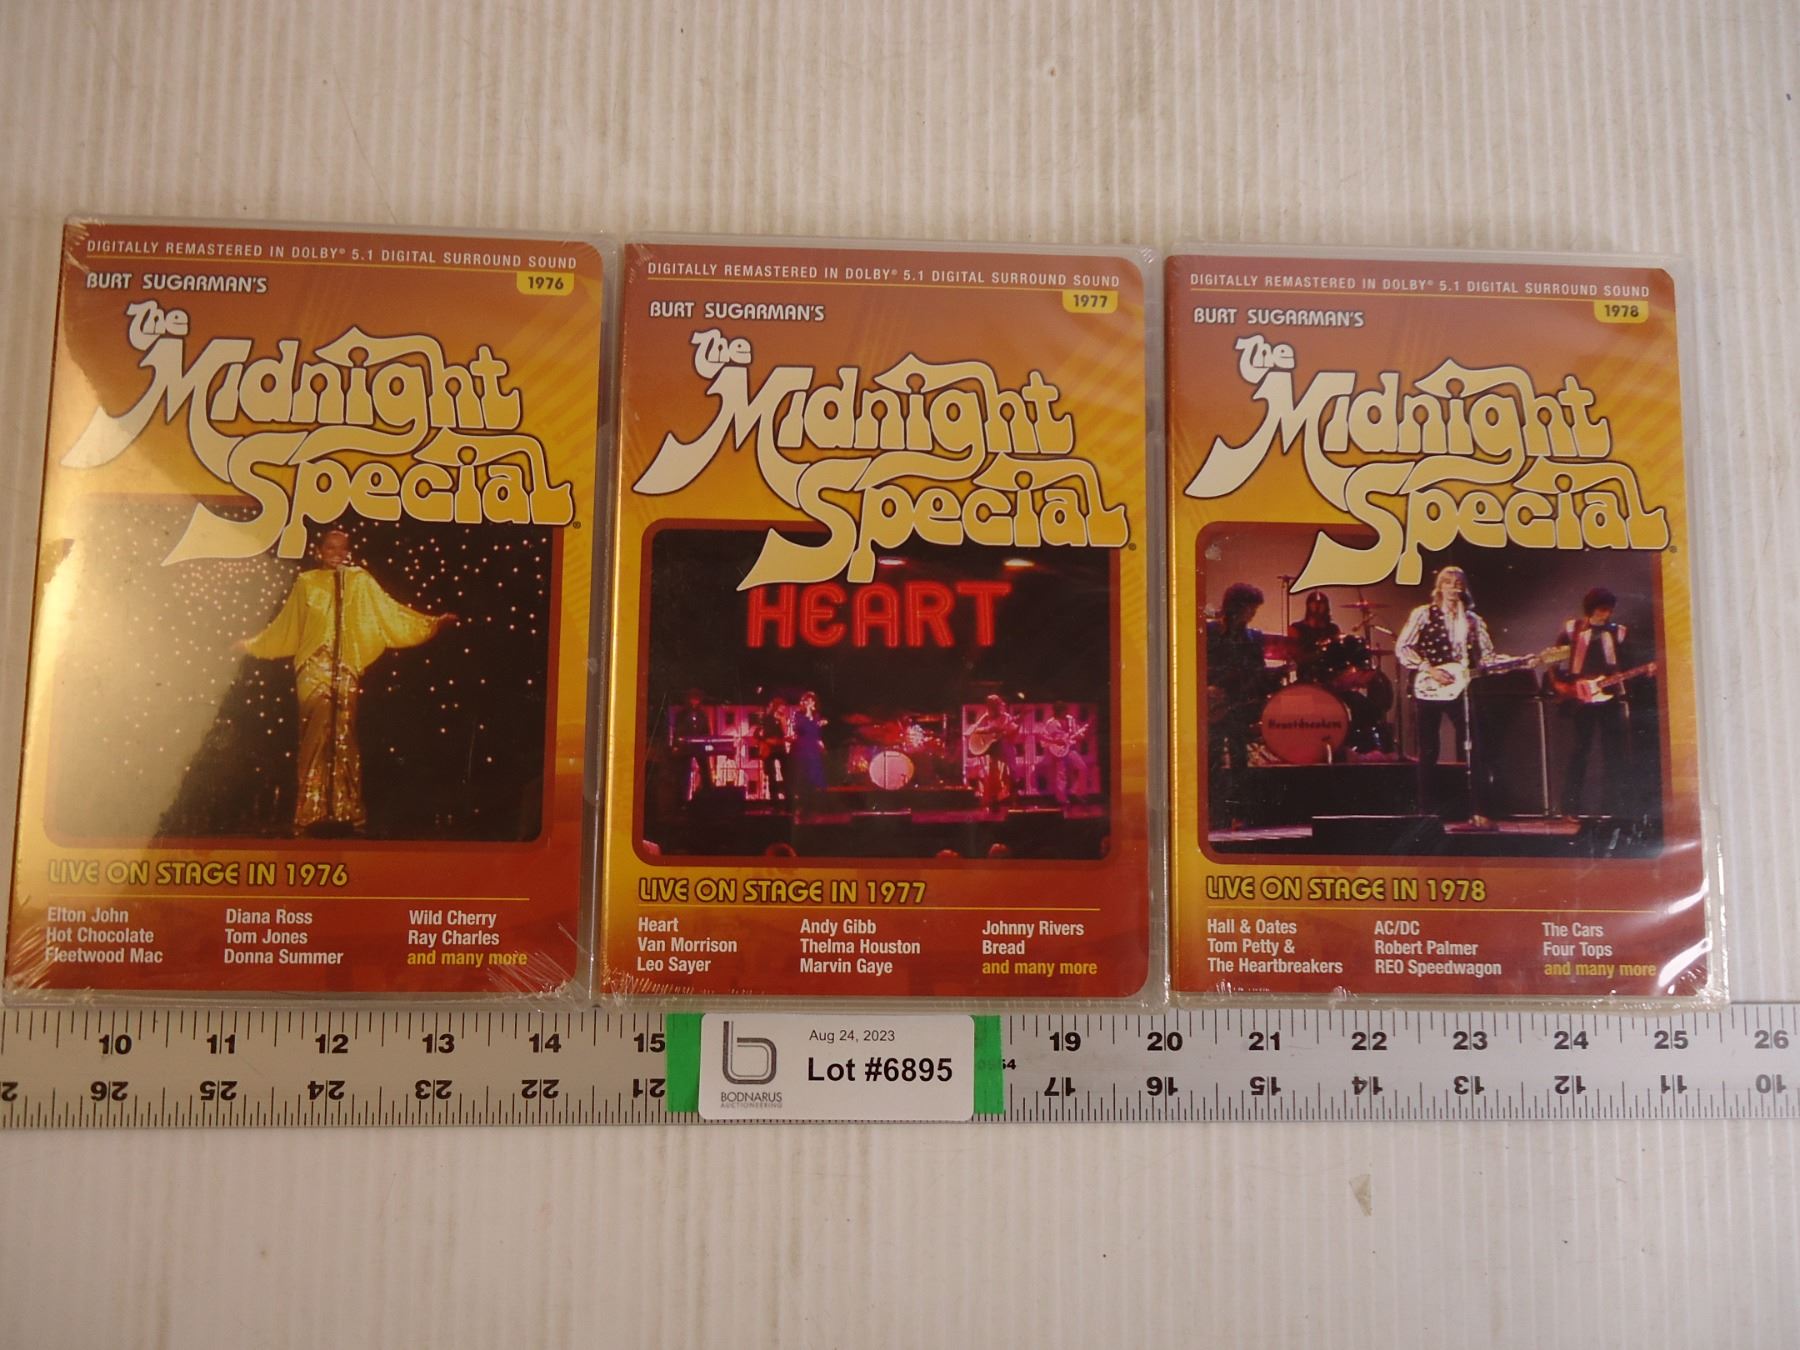 DIGITALLY REMASTERED IN DOLBY® 5.1 DIGITAL SURROUND SOUND
1976
BURT SUGARMAN'S
The
Midnight
Special®
LIVE ON STAGE IN 1976
Elton John Diana Ross Wild Cherry
Hot Chocolate Tom Jones Ray Charles
Fleetwood Mac Donna Summer and many more
DIGITALLY REMASTERED IN DOLBY® 5.1 DIGITAL SURROUND SOUND
1977
BURT SUGARMAN'S
The
Midnight
Special®
HEART
LIVE ON STAGE IN 1977
Heart Andy Gibb Johnny Rivers
Van Morrison Thelma Houston Bread
Leo Sayer Marvin Gaye and many more
DIGITALLY REMASTERED IN DOLBY® 5.1 DIGITAL SURROUND SOUND
1978
BURT SUGARMAN'S
The
Midnight
Special®
Heartbreakers
LIVE ON STAGE IN 1978
Hall & Oates AC/DC The Cars
Tom Petty & Robert Palmer Four Tops
The Heartbreakers REO Speedwagon and many more
10 11 12 13 14 15 19 20 21 22 23 24 25 26
26 25 24 23 22 21 17 16 15 14 13 12 11 10
b
Aug 24, 2023
Lot #6895
BODNARUS
AUCTIONEERING